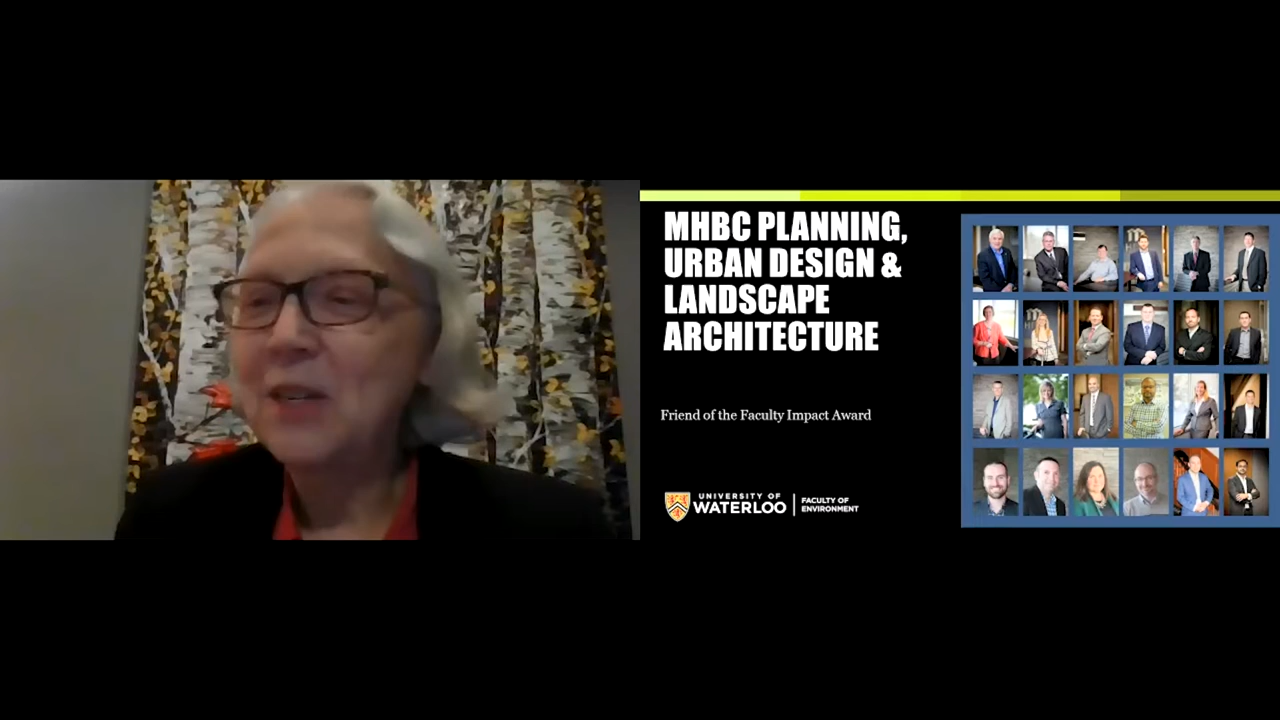 MHBC PLANNING,
URBAN DESIGN &
LANDSCAPE
ARCHITECTURE
Friend of the Faculty Impact Award
UNIVERSITY OF
WATERLOO
FACULTY OF
ENVIRONMENT